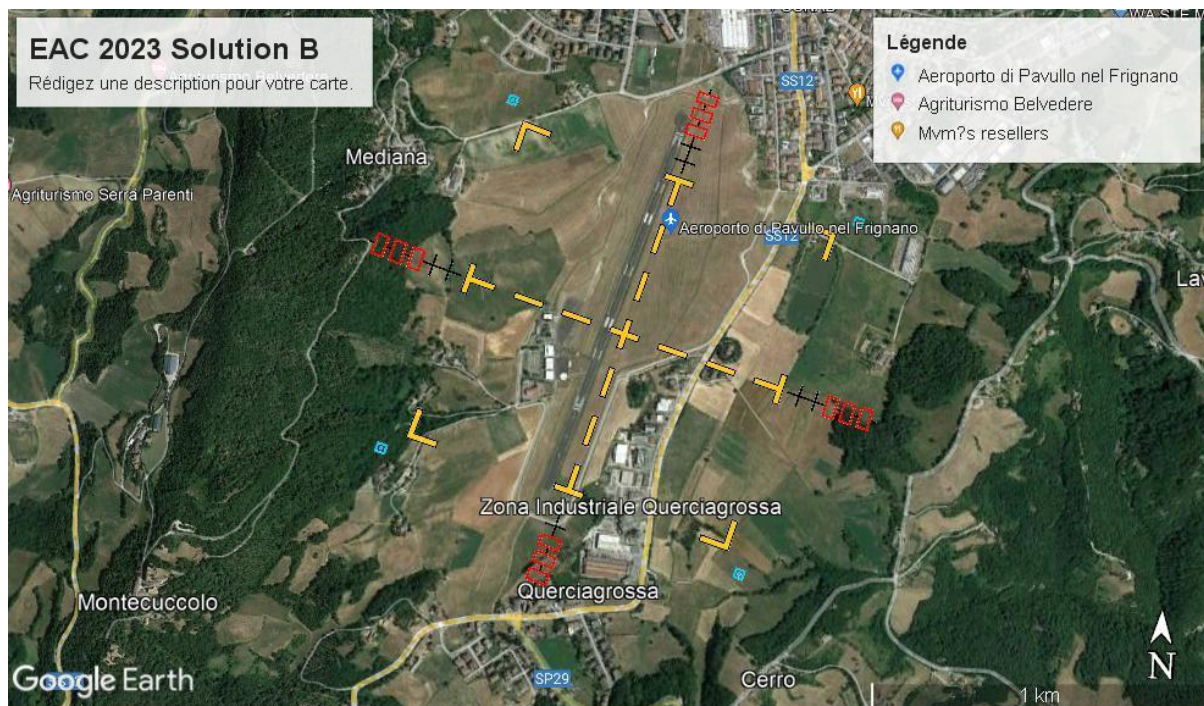 EAC 2023 Solution B
Rédigez une description pour votre carte.
Agriturismo Belvedere
Légende
Aeroporto di Pavullo nel Frignano
Agriturismo Belvedere
Mvm?s resellers
SS12
Mediana
Agriturismo Serra Parenti
Aeroporto di Pavullo nel Frignano
SS12
Zona Industriale Querciagrossa
Querciagrossa
Montecuccolo
Google Earth
SP29
Cerro
1 km
N